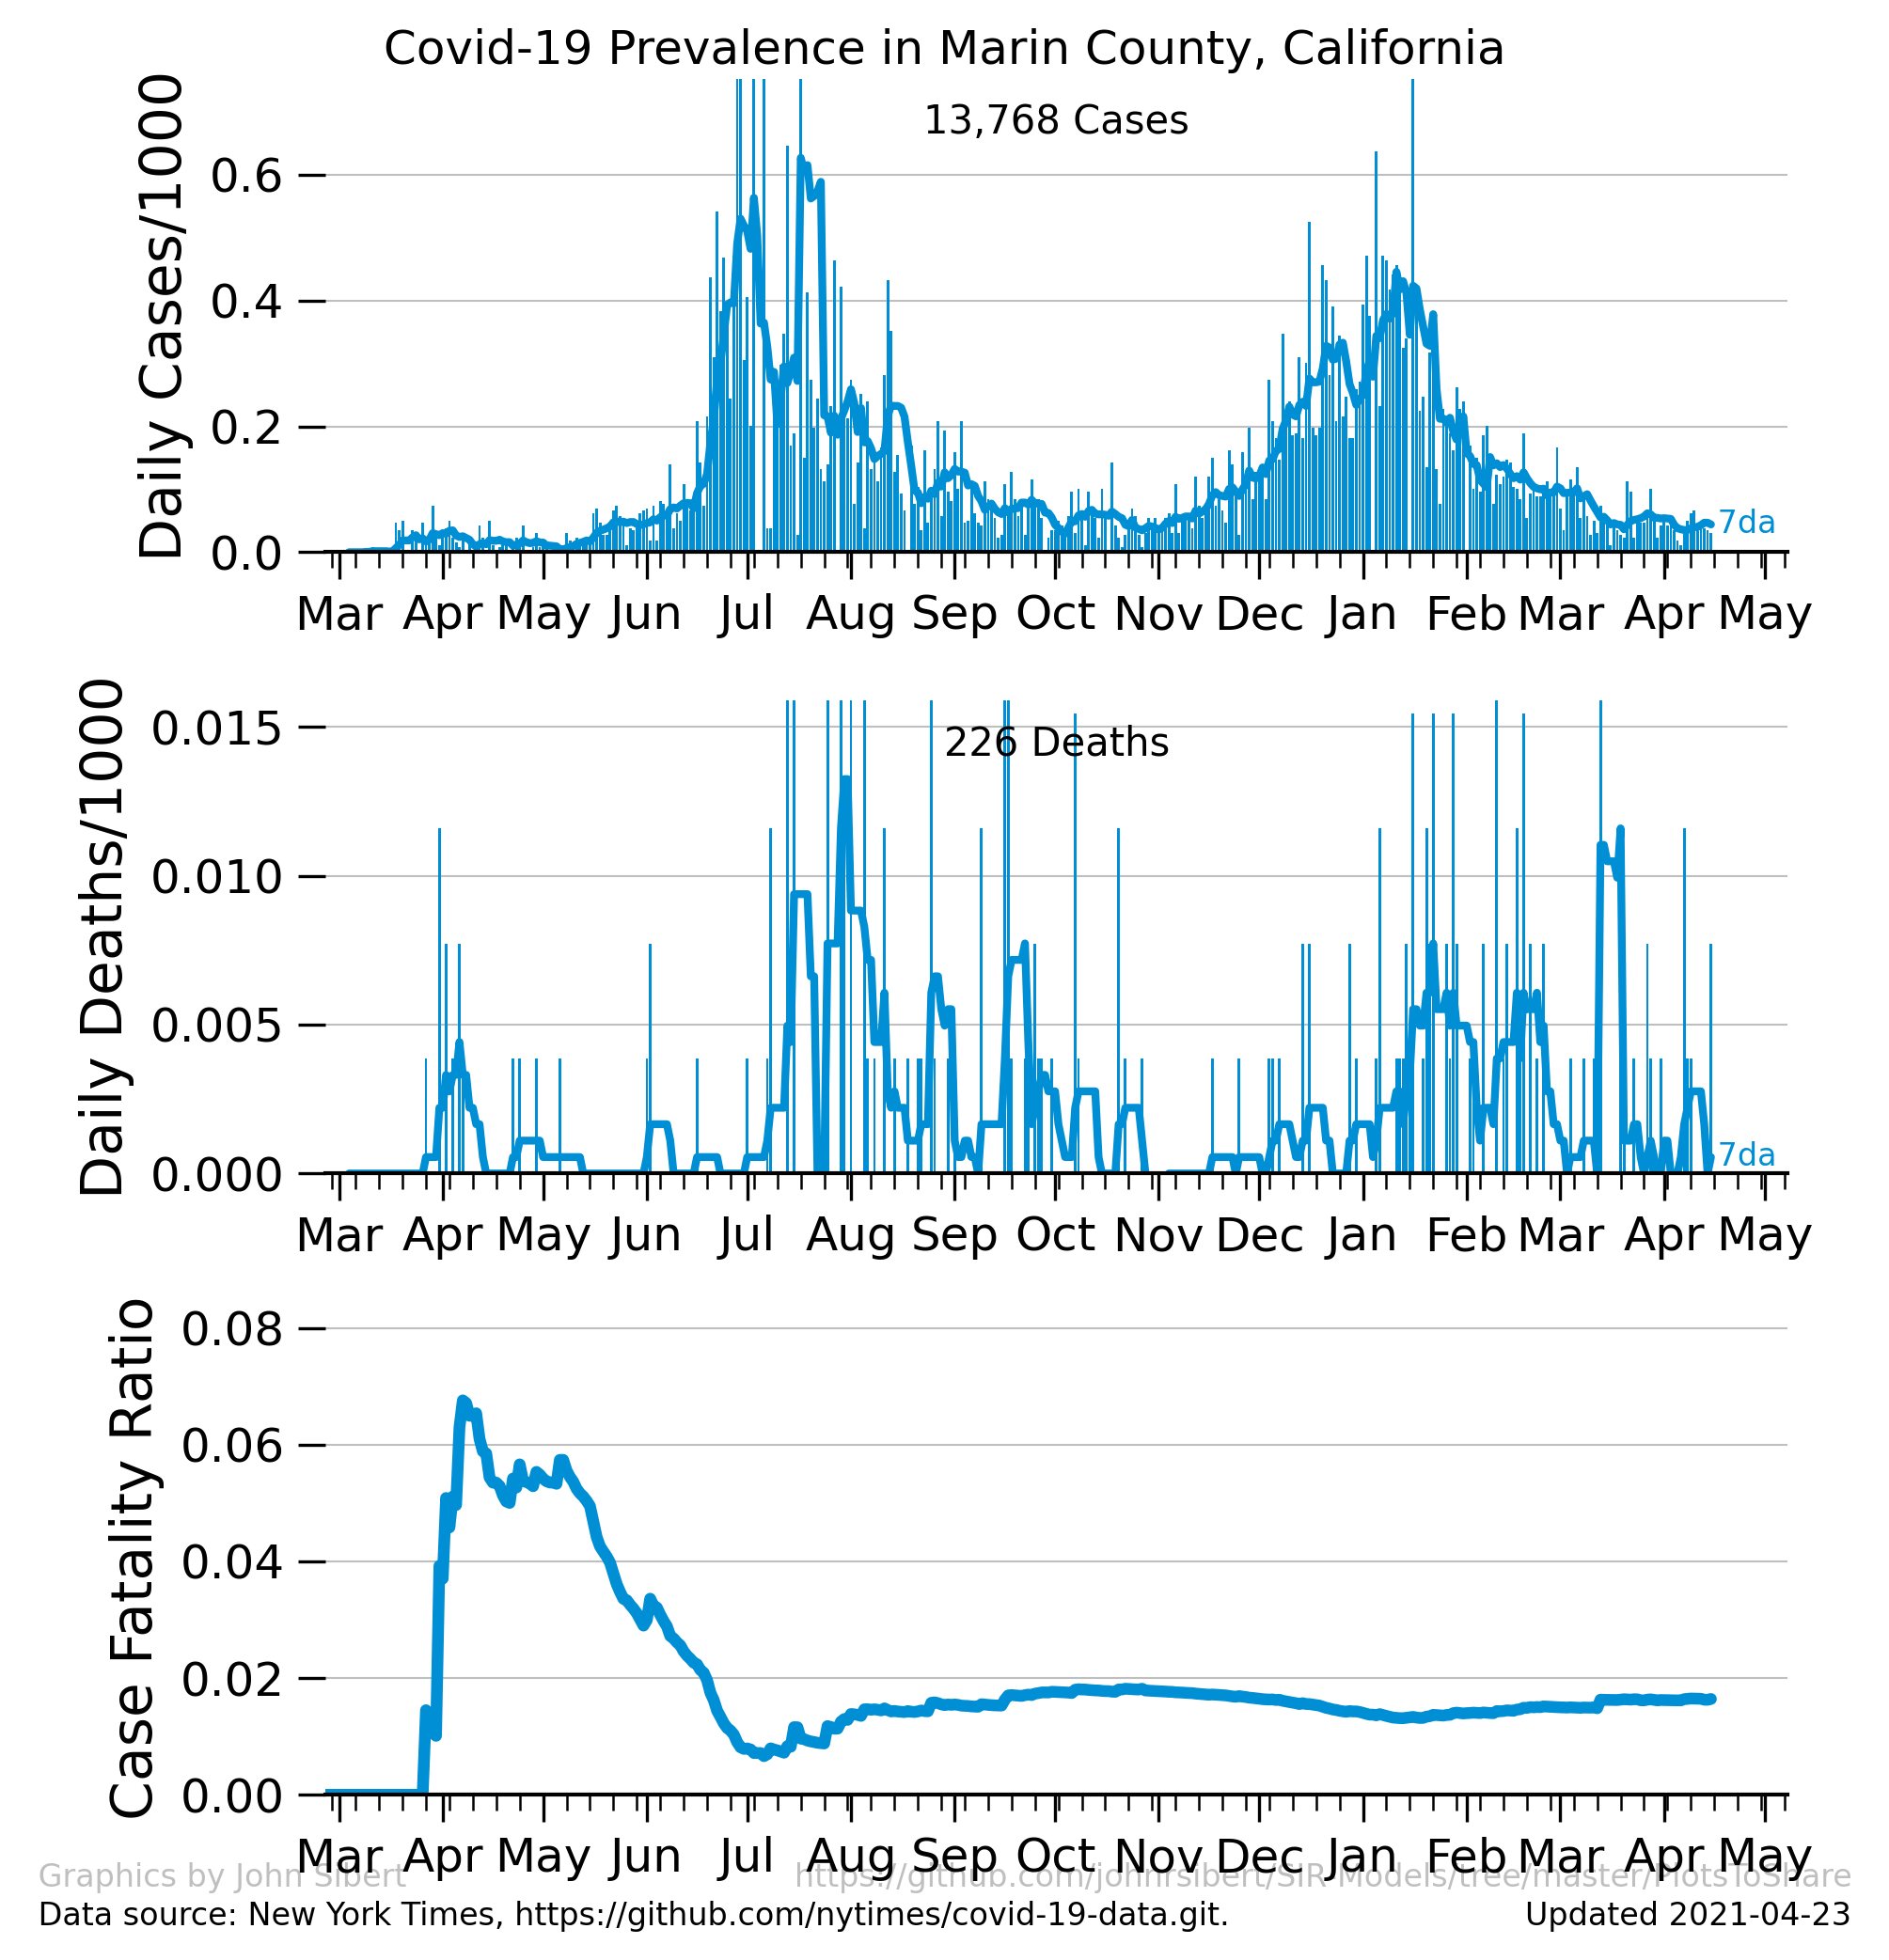 Covid-19 Prevalence in Marin County, California
Daily Cases/1000
13,768 Cases
0.6
0.4
0.2
0.0
7da
Mar Apr May Jun Jul Aug Sep Oct Nov Dec Jan Feb Mar Apr May
Daily Deaths/1000
226 Deaths
0.015
0.010
0.005
0.000
7da
Mar Apr May Jun Jul Aug Sep Oct Nov Dec Jan Feb Mar Apr May
Case Fatality Ratio
0.08
0.06
0.04
0.02
0.00
Mar Apr May Jun Jul Aug Sep Oct Nov Dec Jan Feb Mar Apr May
Graphics by John Sibert
https://github.com/johnrsibert/SIR-Models/tree/master/PlotsToShare
Data source: New York Times, https://github.com/nytimes/covid-19-data.git.
Updated 2021-04-23